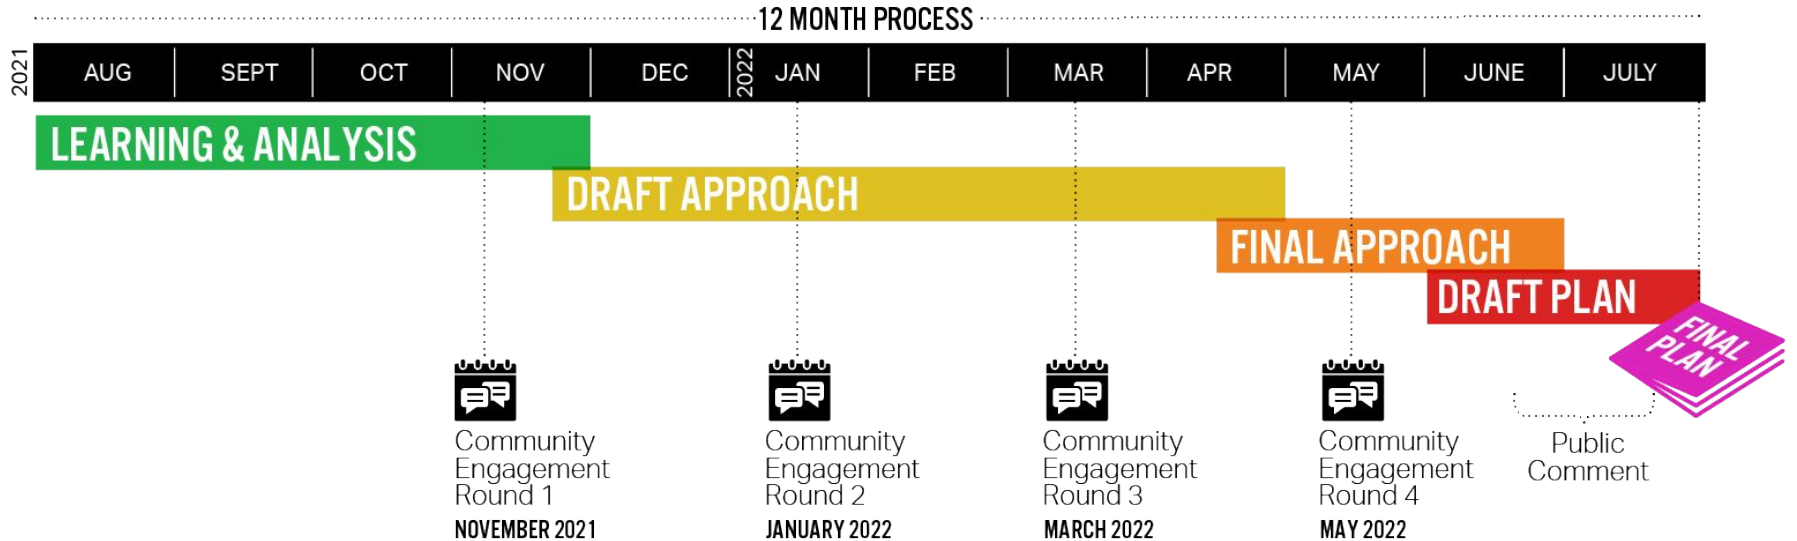 12 MONTH PROCESS
2021 AUG SEPT OCT NOV DEC 2022 JAN FEB MAR APR MAY JUNE JULY
LEARNING & ANALYSIS
DRAFT APPROACH
FINAL APPROACH
DRAFT PLAN
FINAL
PLAN
Community
Engagement
Round 1
NOVEMBER 2021
Community
Engagement
Round 2
JANUARY 2022
Community
Engagement
Round 3
MARCH 2022
Community
Engagement
Round 4
MAY 2022
Public
Comment